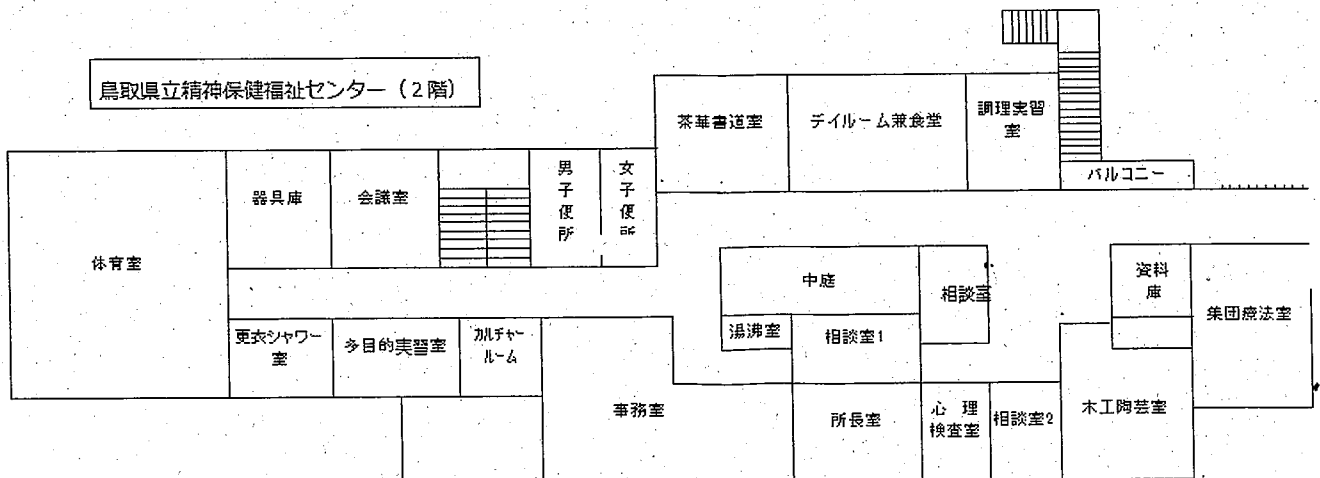 鳥取県立精神保健福祉センター（２階）
茶華書道室
デイルーム兼食堂
調理実習
室
バルコニー
体育室
器具庫
会議室
男子便所
女子便所
中庭
相談室
資料
庫
集団療法室
更衣シャワー
室
多目的実習室
カルチャー
ルーム
湯沸室
相談室1
事務室
所長室
心理
検査室
相談室2
木工陶芸室